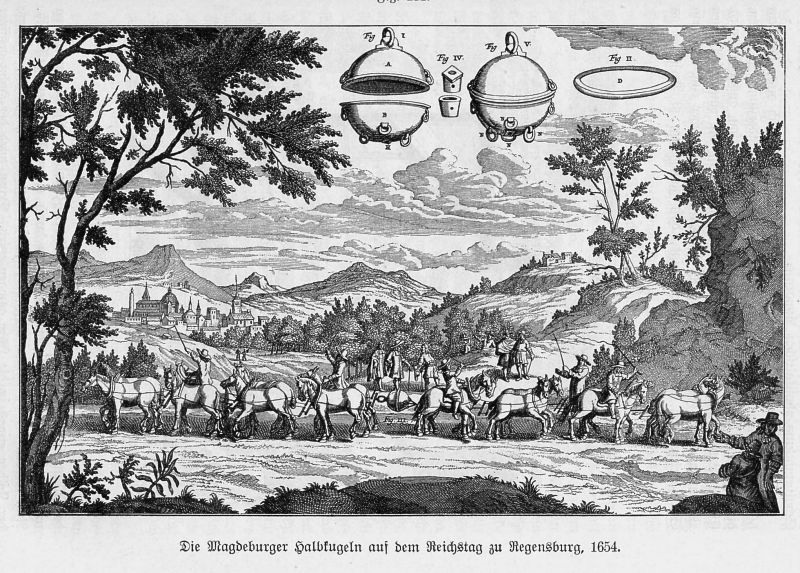 Fig I
Fig IV.
Fig V.
Fig II.
A
D
B
N
N
N
Die Magdeburger Halbkugeln auf dem Reichstag zu Regensburg, 1654.